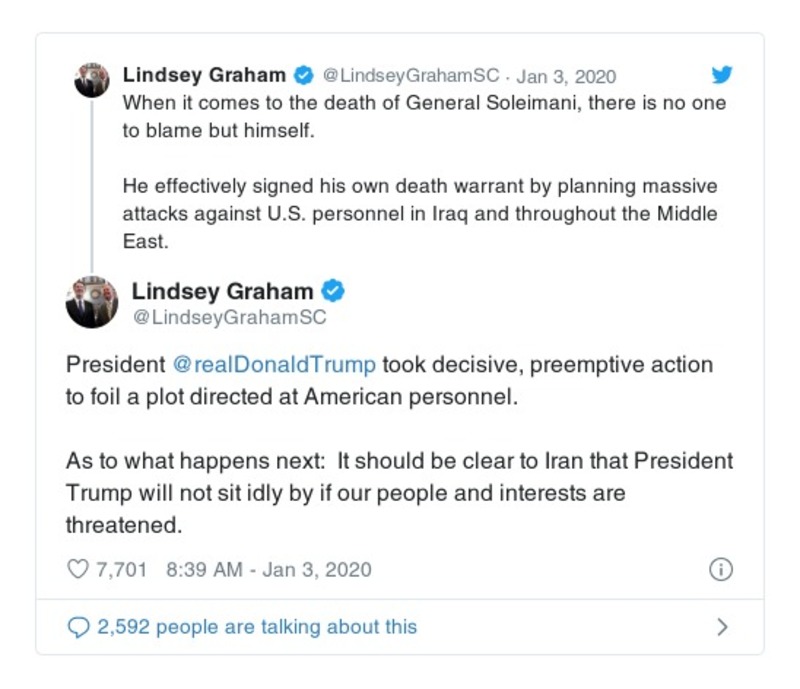 Lindsey Graham @LindseyGrahamSC · Jan 3, 2020
When it comes to the death of General Soleimani, there is no one
to blame but himself.
He effectively signed his own death warrant by planning massive
attacks against U.S. personnel in Iraq and throughout the Middle
East.
Lindsey Graham
@LindseyGrahamSC
President @realDonaldTrump took decisive, preemptive action
to foil a plot directed at American personnel.
As to what happens next:  It should be clear to Iran that President
Trump will not sit idly by if our people and interests are
threatened.
7,701 8:39 AM - Jan 3, 2020
2,592 people are talking about this